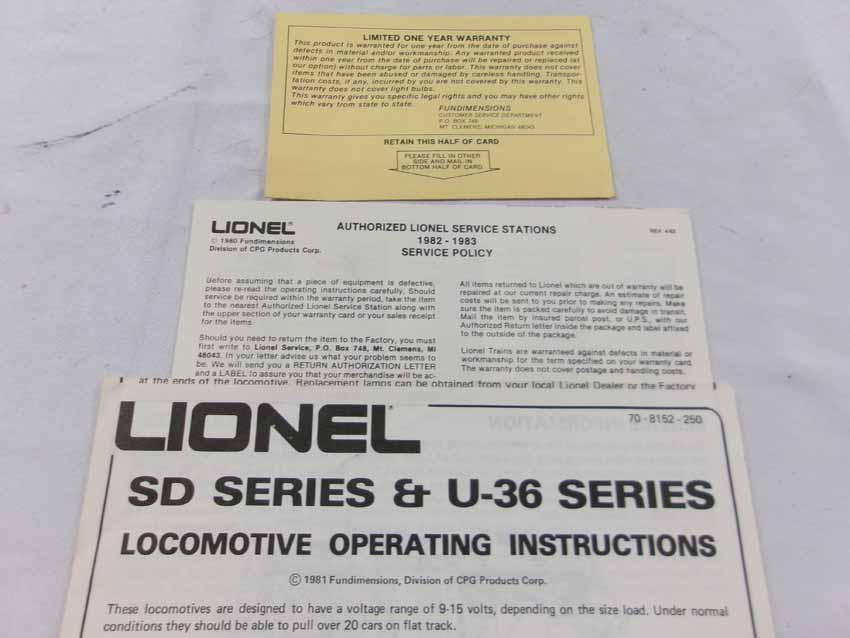 LIMITED ONE YEAR WARRANTY
This product is warranted for one year from the date of purchase against
defects in material and/or workmanship. Any warranted product received
within one year from the date of purchase will be repaired or replaced (at
our option) without charge for parts or labor. This warranty does not cover
items that have been abused or damaged by careless handling. Transpor-
tation costs, if any, incurred by you are not covered by this warranty. This
warranty does not cover light bulbs.
This warranty gives you specific legal rights and you may have other rights
which vary from state to state.
FUNDIMENSIONS
CUSTOMER SERVICE DEPARTMENT
P.O. BOX 748
MT. CLEMENS, MICHIGAN 48043
RETAIN THIS HALF OF CARD
PLEASE FILL IN OTHER
SIDE AND MAIL IN
BOTTOM HALF OF CARD
LIONEL
© 1980 Fundimensions
Division of CPG Products Corp.
AUTHORIZED LIONEL SERVICE STATIONS
1982 - 1983
SERVICE POLICY
REV.
Before assuming that a piece of equipment is defective,
please re-read the operating instructions carefully. Should
service be required within the warranty period, take the item
to the nearest Authorized Lionel Service Station along with
the upper section of your warranty card or your sales receipt
for the items.
Should you need to return the item to the Factory, you must
first write to Lionel Service, P.O. Box 748, Mt. Clemens, MI
48043. In your letter advise us what your problem seems to
be. We will send you a RETURN AUTHORIZATION LETTER
and a LABEL to assure you that your merchandise will be ac-
All items returned to Lionel which are out of warranty will be
repaired at our current repair charge. An estimate of repair
costs will be sent to you prior to making any repairs. Make
sure the item is packed carefully to avoid damage in transit.
Mail the item by insured parcel post, or U.P.S., with our
Authorized Return letter inside the package and label affixed
to the outside of the package.
Lionel Trains are warranted against defects in material or
workmanship for the term specified on your warranty card.
The warranty does not cover postage and handling costs.
at the ends of the locomotive. Replacement lamps can be obtained from your local Lionel Dealer or the Factory
LIONEL
70-8152-250
SD SERIES & U-36 SERIES
LOCOMOTIVE OPERATING INSTRUCTIONS
© 1981 Fundimensions, Division of CPG Products Corp.
These locomotives are designed to have a voltage range of 9-15 volts, depending on the size load. Under normal
conditions they should be able to pull over 20 cars on flat track.